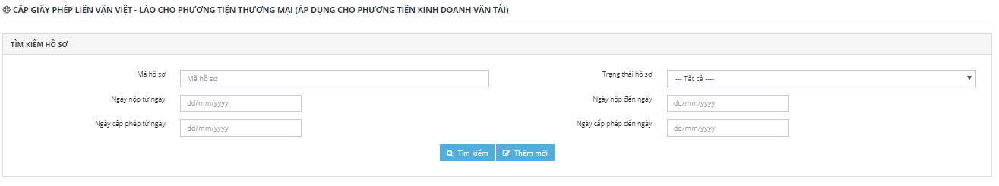 CẤP GIẤY PHÉP LIÊN VẬN VIỆT - LÀO CHO PHƯƠNG TIỆN THƯƠNG MẠI (ÁP DỤNG CHO PHƯƠNG TIỆN KINH DOANH VẬN TẢI)
TÌM KIẾM HỒ SƠ
Mã hồ sơ Mã hồ sơ Trạng thái hồ sơ --- Tất cả ----
Ngày nộp từ ngày dd/mm/yyyy Ngày nộp đến ngày dd/mm/yyyy
Ngày cấp phép từ ngày dd/mm/yyyy Ngày cấp phép đến ngày dd/mm/yyyy
Tìm kiếm Thêm mới